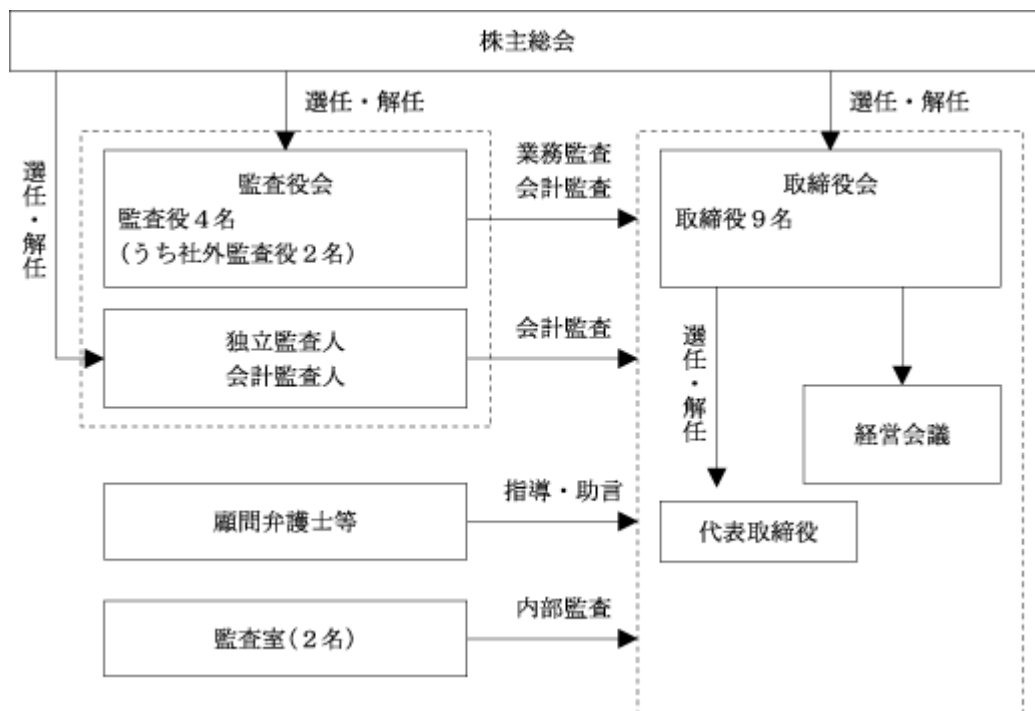 株主総会
選任・解任
選任・解任
選任・解任
監査役会
監査役４名
(うち社外監査役２名)
業務監査
会計監査
取締役会
取締役９名
独立監査人
会計監査人
会計監査
選任・解任
経営会議
顧問弁護士等
指導・助言
代表取締役
監査室(２名)
内部監査